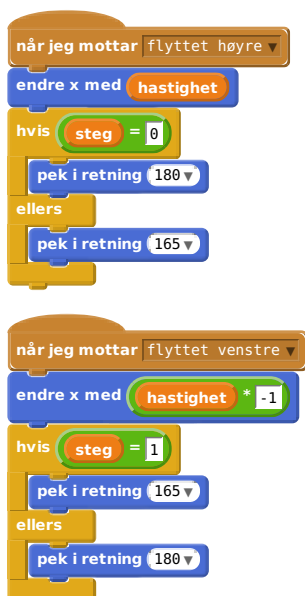 når jeg mottar flyttet høyre
endre x med hastighet
hvis steg = 0
pek i retning 180
ellers
pek i retning 165
når jeg mottar flyttet venstre
endre x med hastighet * -1
hvis steg = 1
pek i retning 165
ellers
pek i retning 180